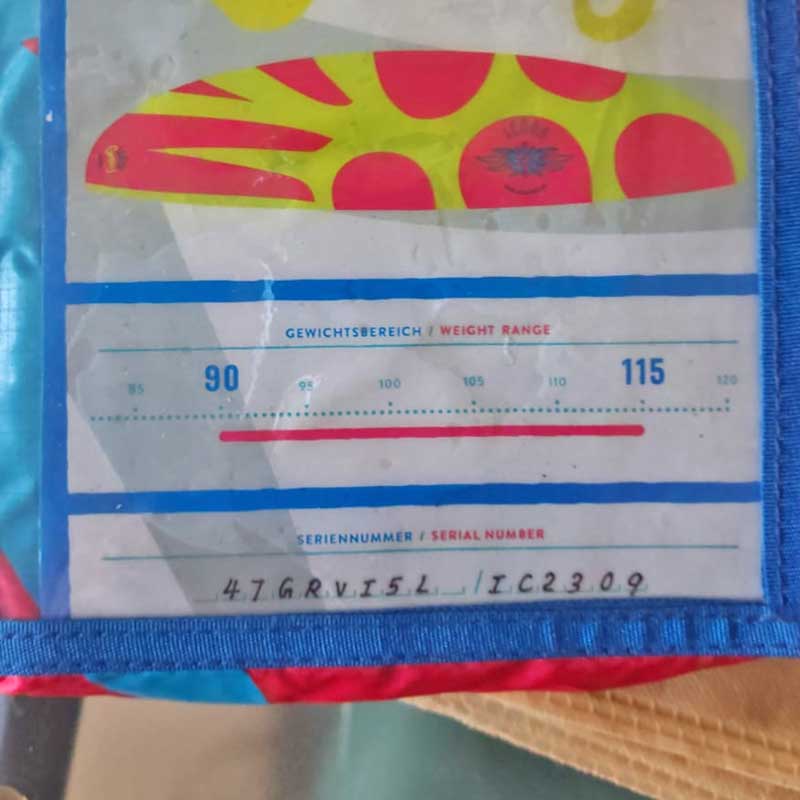 GEWICHTSBEREICH / WEIGHT RANGE
85 90 95 100 105 110 115 120
SERIENNUMMER / SERIAL NUMBER
47GRVI5L /IC2309